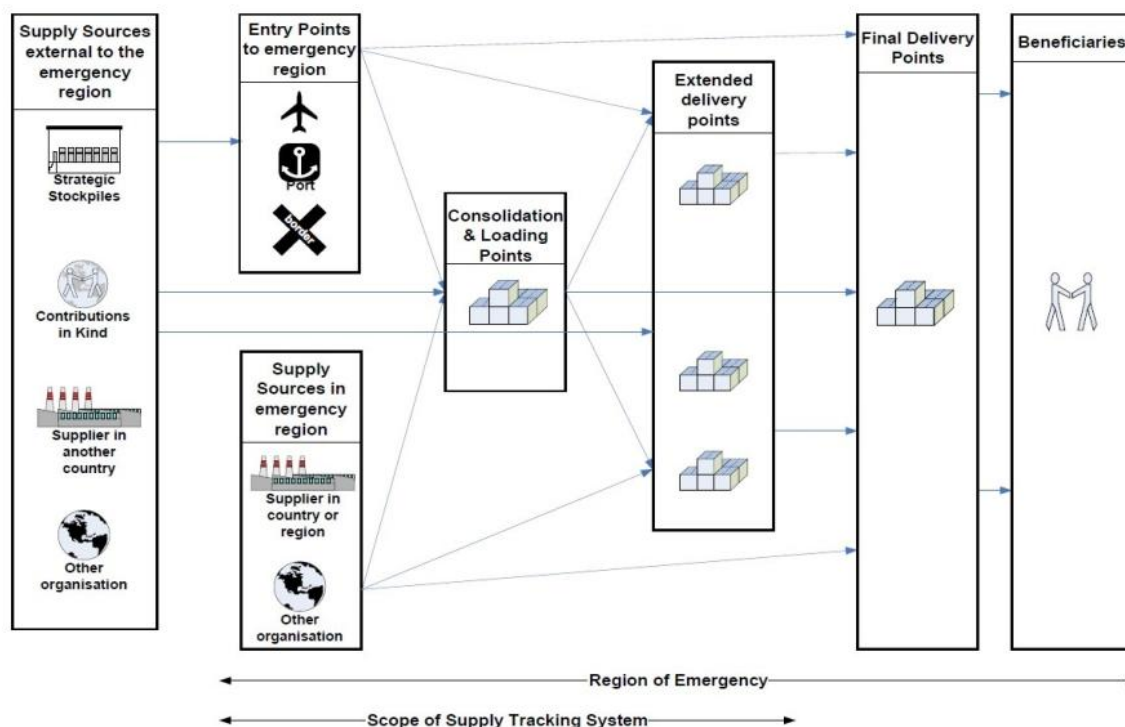 Supply Sources
external to the
emergency
region
Strategic
Stockpiles
Contributions
in Kind
Supplier in
another
country
Other
organisation
Entry Points
to emergency
region
Port
border
Supply
Sources in
emergency
region
Supplier in
country or
region
Other
organisation
Consolidation
& Loading
Points
Extended
delivery
points
Final Delivery
Points
Beneficiaries
Region of Emergency
Scope of Supply Tracking System